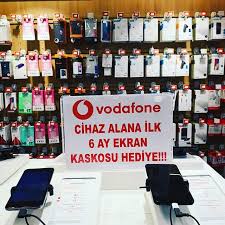 vodafone
CİHAZ ALANA İLK
6 AY EKRAN
KASKOSU HEDİYE!!!